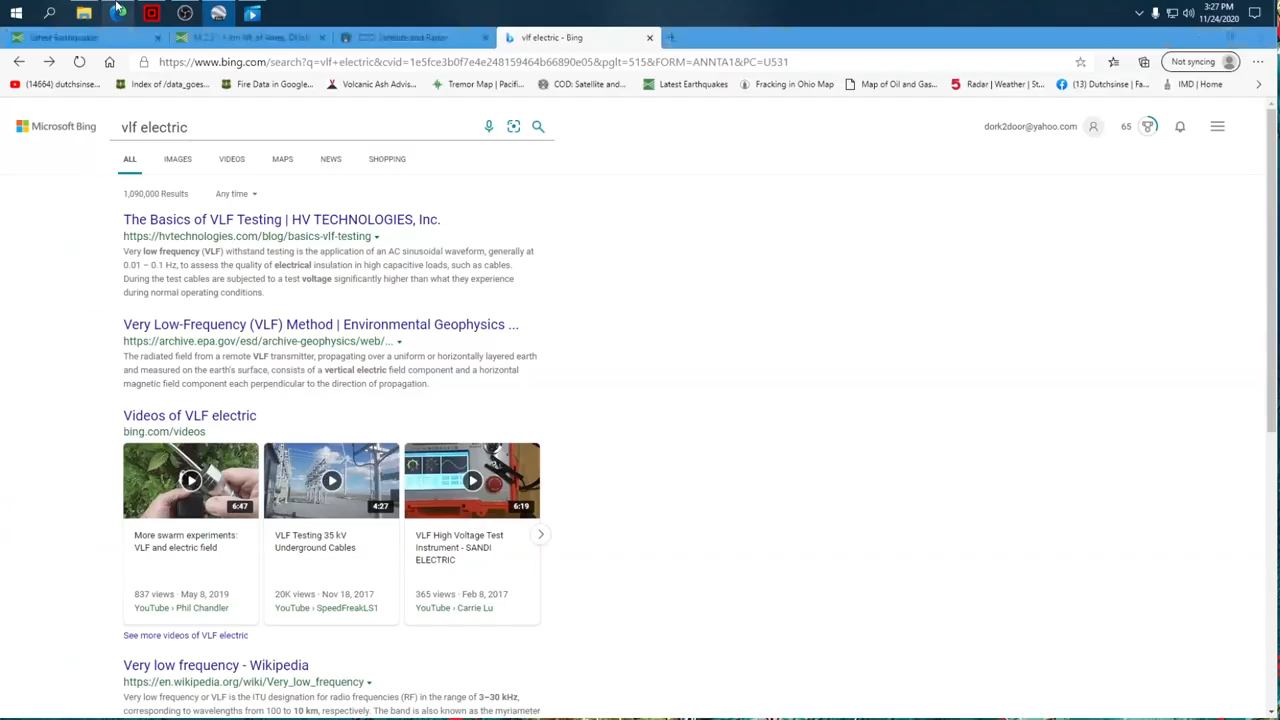 3:27 PM
11/24/2020
Latest Earthquakes
COD: Satellite and Radar
vlf electric - Bing
https://www.bing.com/search?q=vlf+electric&cvid=1e5fce3b0f7e4e248159464b66890e05&pglt=515&FORM=ANNTA1&PC=U531
Not syncing
(14664) dutchsinse...
Index of /data_goes...
Fire Data in Google...
Volcanic Ash Advis...
Tremor Map | Pacifi...
COD: Satellite and...
Latest Earthquakes
Fracking in Ohio Map
Map of Oil and Gas...
Radar | Weather | St...
(13) Dutchsinse | Fa...
IMD | Home
Microsoft Bing
vlf electric
dork2door@yahoo.com
65
ALL IMAGES VIDEOS MAPS NEWS SHOPPING
1,090,000 Results Any time
The Basics of VLF Testing | HV TECHNOLOGIES, Inc.
https://hvtechnologies.com/blog/basics-vlf-testing
Very low frequency (VLF) withstand testing is the application of an AC sinusoidal waveform, generally at
0.01 – 0.1 Hz, to assess the quality of electrical insulation in high capacitive loads, such as cables.
During the test cables are subjected to a test voltage significantly higher than what they experience
during normal operating conditions.
Very Low-Frequency (VLF) Method | Environmental Geophysics ...
https://archive.epa.gov/esd/archive-geophysics/web/...
The radiated field from a remote VLF transmitter, propagating over a uniform or horizontally layered earth
and measured on the earth's surface, consists of a vertical electric field component and a horizontal
magnetic field component each perpendicular to the direction of propagation.
Videos of VLF electric
bing.com/videos
6:47
4:27
6:19
More swarm experiments:
VLF and electric field
837 views · May 8, 2019
YouTube › Phil Chandler
VLF Testing 35 kV
Underground Cables
20K views · Nov 18, 2017
YouTube › SpeedFreakLS1
VLF High Voltage Test
Instrument - SANDI
ELECTRIC
365 views · Feb 8, 2017
YouTube › Carrie Lu
See more videos of VLF electric
Very low frequency - Wikipedia
https://en.wikipedia.org/wiki/Very_low_frequency
Very low frequency or VLF is the ITU designation for radio frequencies (RF) in the range of 3–30 kHz,
corresponding to wavelengths from 100 to 10 km, respectively. The band is also known as the myriameter